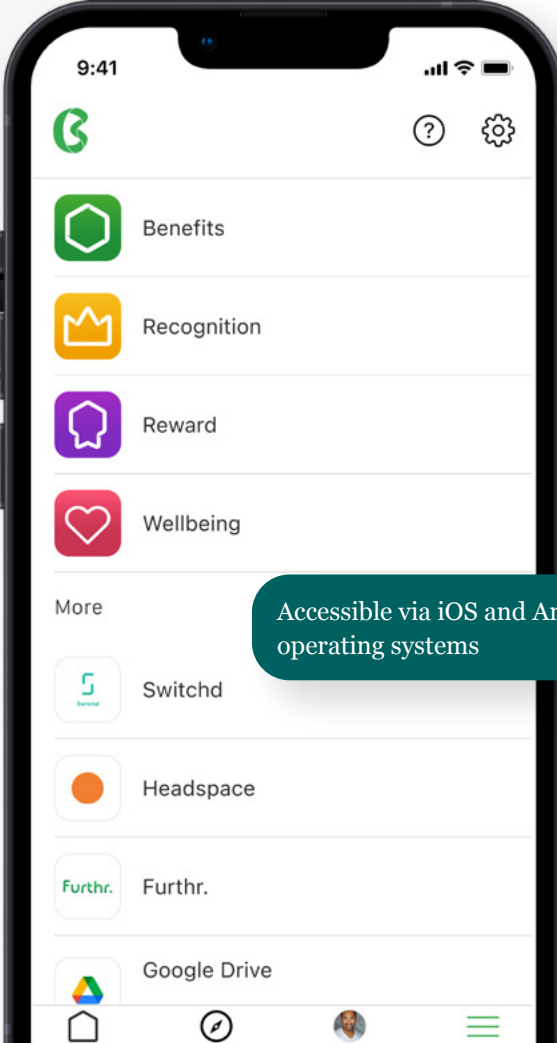 9:41
Benefits
Recognition
Reward
Wellbeing
More
Accessible via iOS and
operating systems
Switchd
Switchd
Headspace
Furthr.
Furthr.
Google Drive